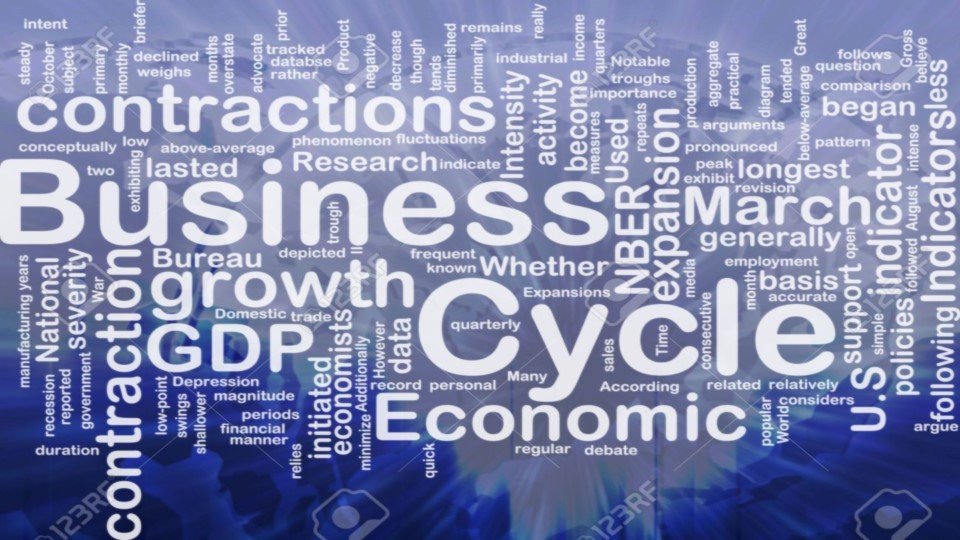 intent
steady
October
subject
primary
monthly
briefer
declined
weighs
months
overstate
advocate
prior
tracked
databse
rather
Product
negative
decrease
though
tends
diminished
remains
primarily
industrial
really
income
quarters
Notable
troughs
importance
production
aggregate
practical
diagram
tended
Great
below-average
follows
question
comparison
Gross
believe
contractions
Intensity
activity
become
measures
Used
repeats
arguments
began
conceptually
low
above-average
phenomenon
fluctuations
pronounced
pattern
two
exhibiting
lasted
Research
indicate
peak
exhibit
longest
revision
intense
Business
NBER
expansion
March
Indicatorsless
trough
generally
August
indicator
Bureau
depicted
II
frequent
known
Whether
media
employment
month
basis
accurate
open
followed
support
manufacturing years
National
severity
War
contraction
growth
Expansions
Domestic
trade
GDP
economists
However
data
quarterly
Cycle
sales
Time
consecutive
simple
policies
U.S
following
recession
reported
government
low-point
swings
shallower
Depression
magnitude
periods
financial
manner
initiated
Additionally
minimize
relies
record
personal
Many
According
related
relatively
considers
Economic
popular
World
argue
duration
quick
regular
debate
123RF